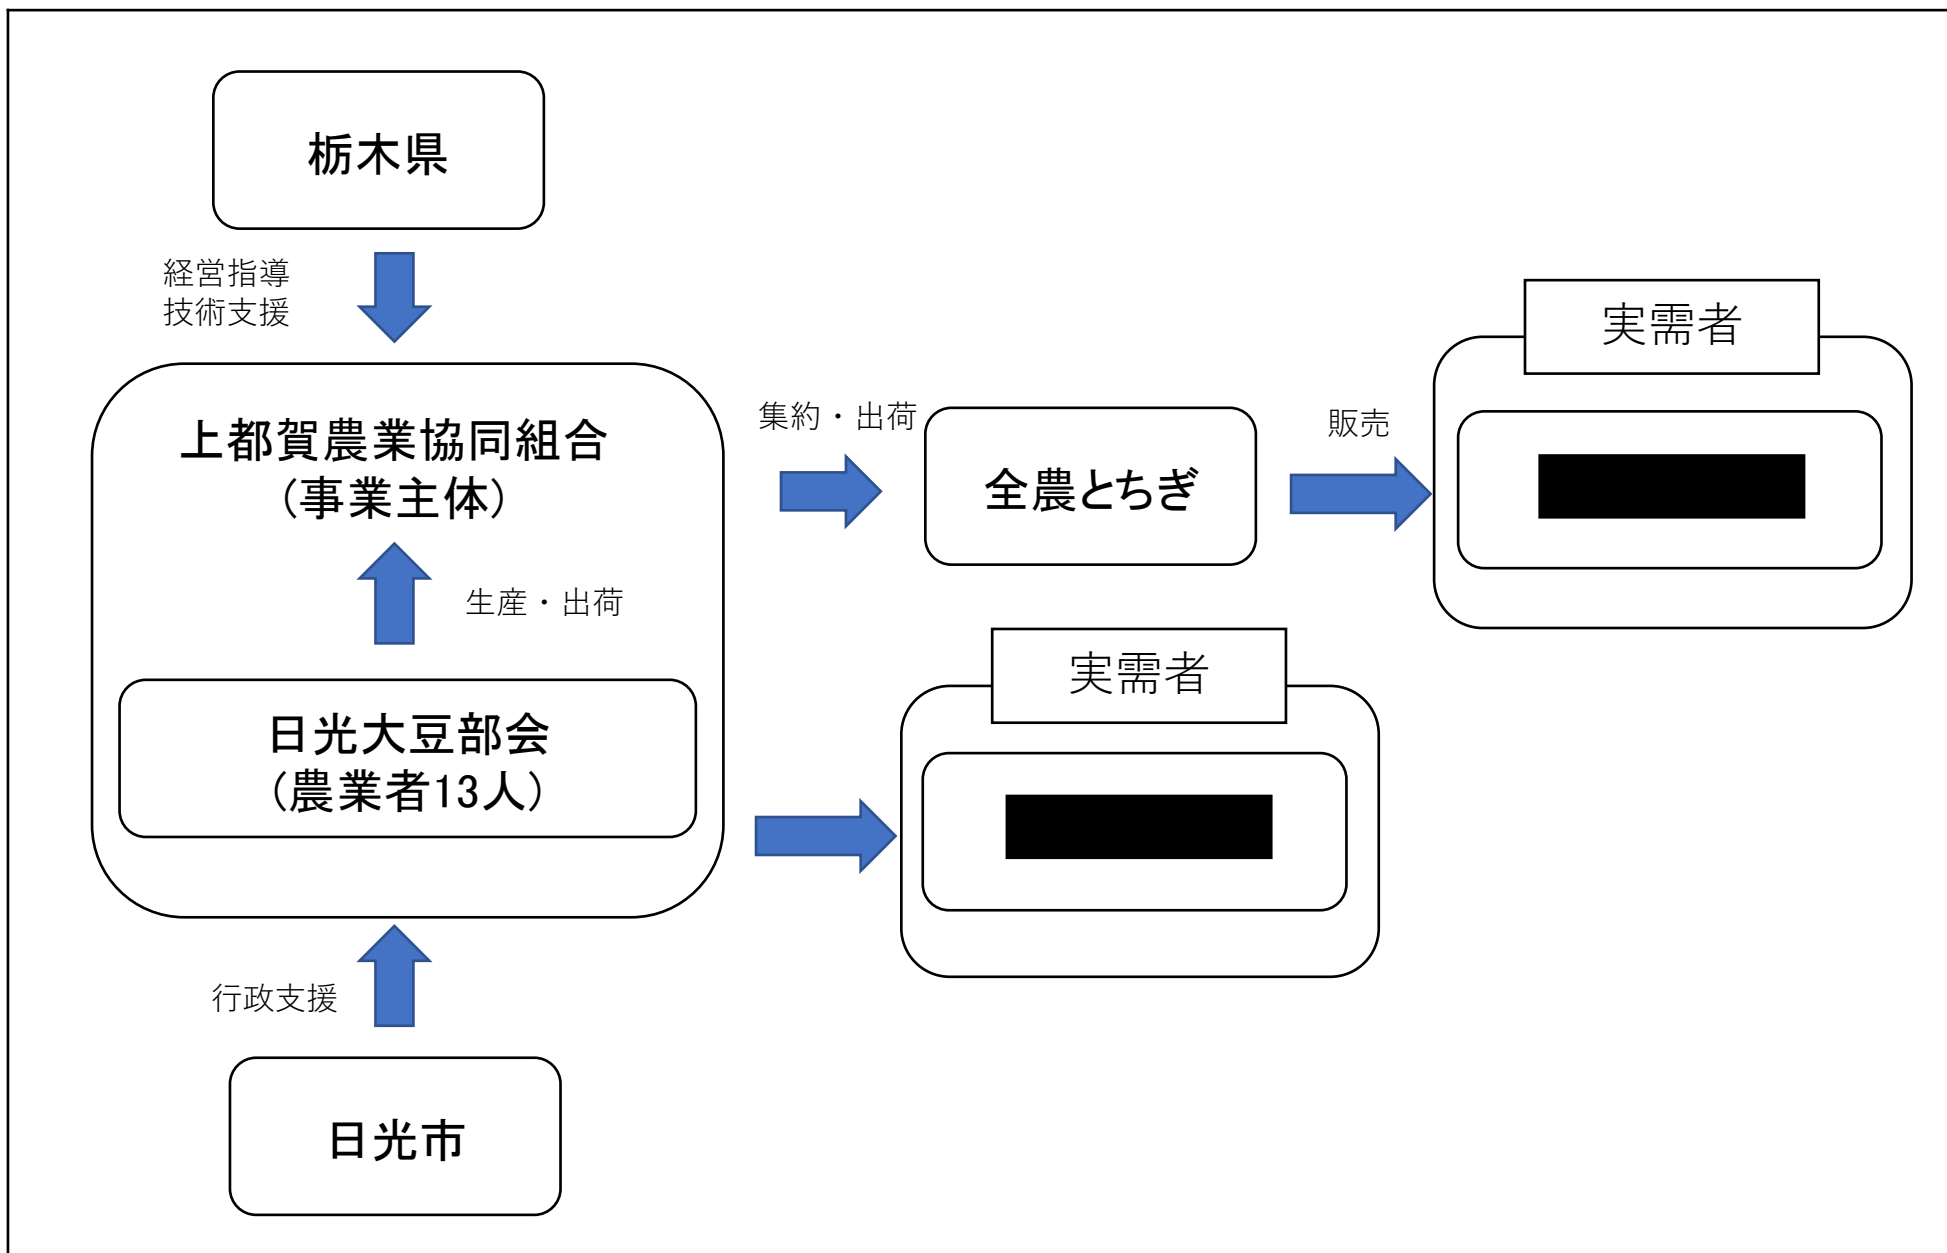 栃木県
経営指導
技術支援
上都賀農業協同組合
(事業主体)
生産・出荷
日光大豆部会
(農業者13人)
行政支援
日光市
集約・出荷
全農とちぎ
販売
実需者
実需者